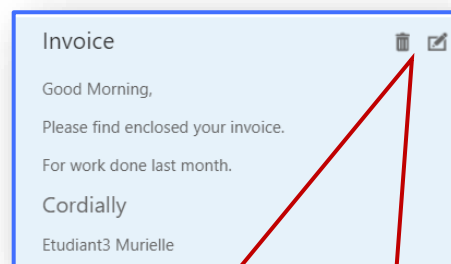 Invoice
Good Morning,
Please find enclosed your invoice.
For work done last month.
Cordially
Etudiant3 Murielle